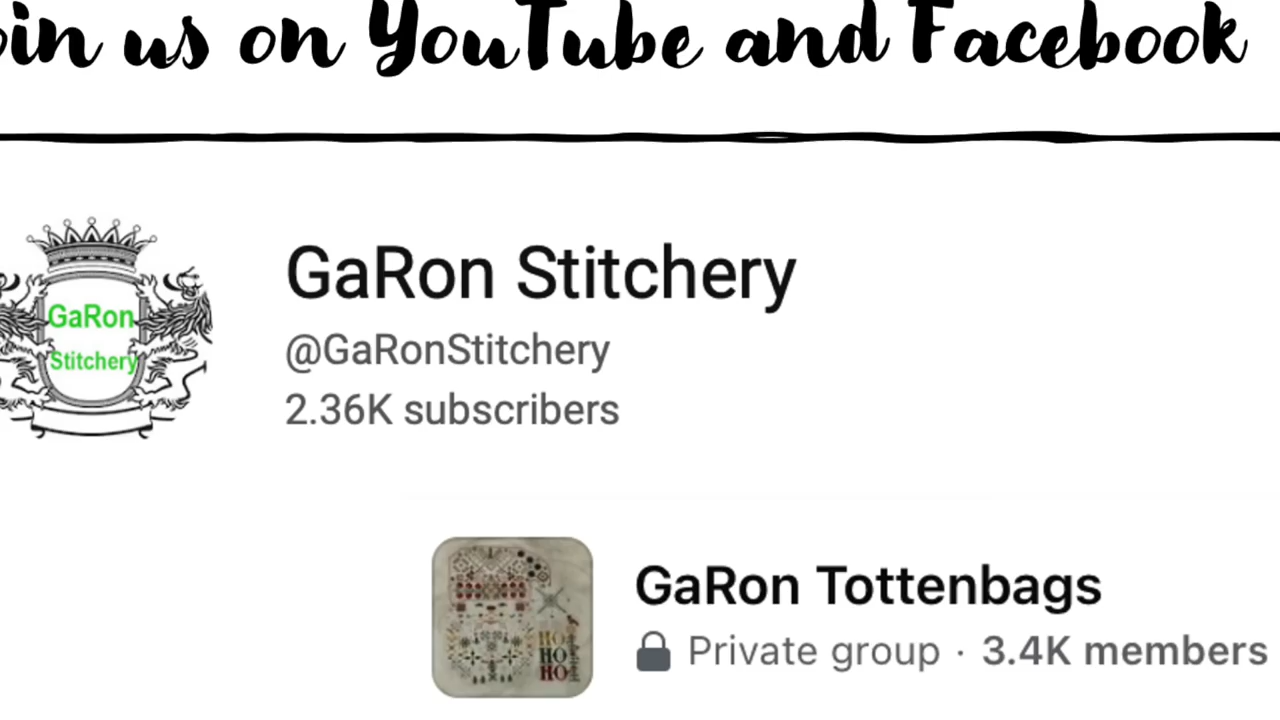 oin us on YouTube and Facebook
GaRon
Stitchery
GaRon Stitchery
@GaRonStitchery
2.36K subscribers
GaRon Tottenbags
Private group · 3.4K members
HO
HO
HO